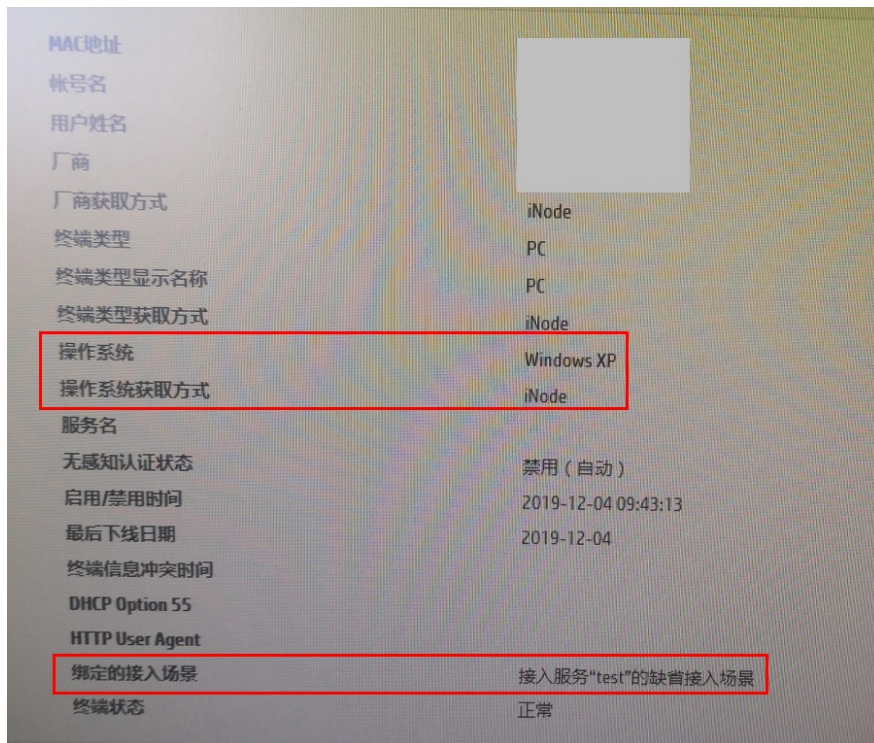 MAC地址
帐号名
用户姓名
厂商
厂商获取方式 iNode
终端类型 PC
终端类型显示名称 PC
终端类型获取方式 iNode
操作系统 Windows XP
操作系统获取方式 iNode
服务名
无感知认证状态 禁用(自动)
启用/禁用时间 2019-12-04 09:43:13
最后下线日期 2019-12-04
终端信息冲突时间
DHCP Option 55
HTTP User Agent
绑定的接入场景 接入服务“test”的缺省接入场景
终端状态 正常